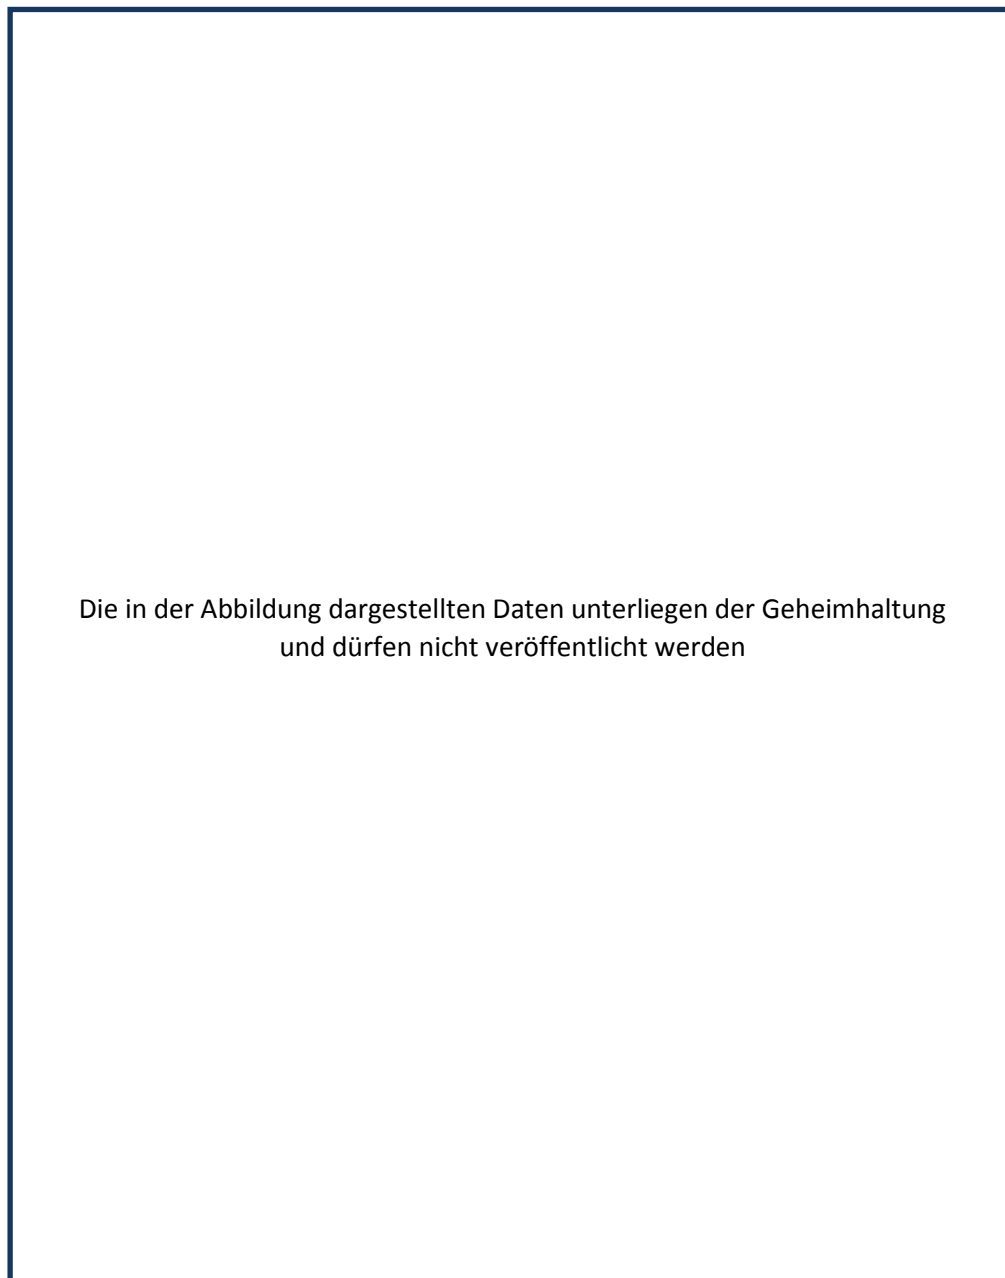 Die in der Abbildung dargestellten Daten unterliegen der Geheimhaltung
und dürfen nicht veröffentlicht werden